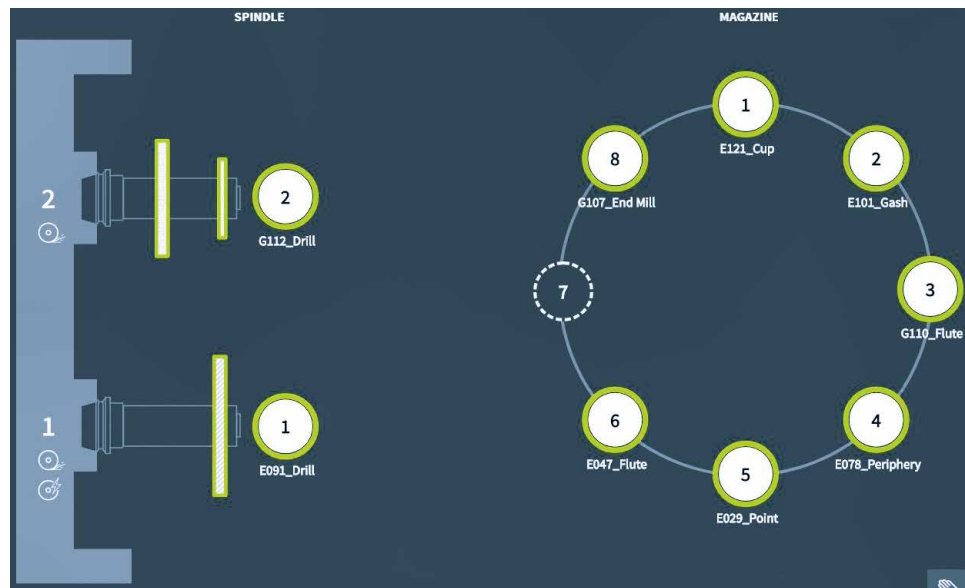 SPINDLE
MAGAZINE
2
2
G112_Drill
1
1
E091_Drill
1
E121_Cup
2
E101_Gash
3
G110_Flute
4
E078_Periphery
5
E029_Point
6
E047_Flute
7
8
G107_End Mill